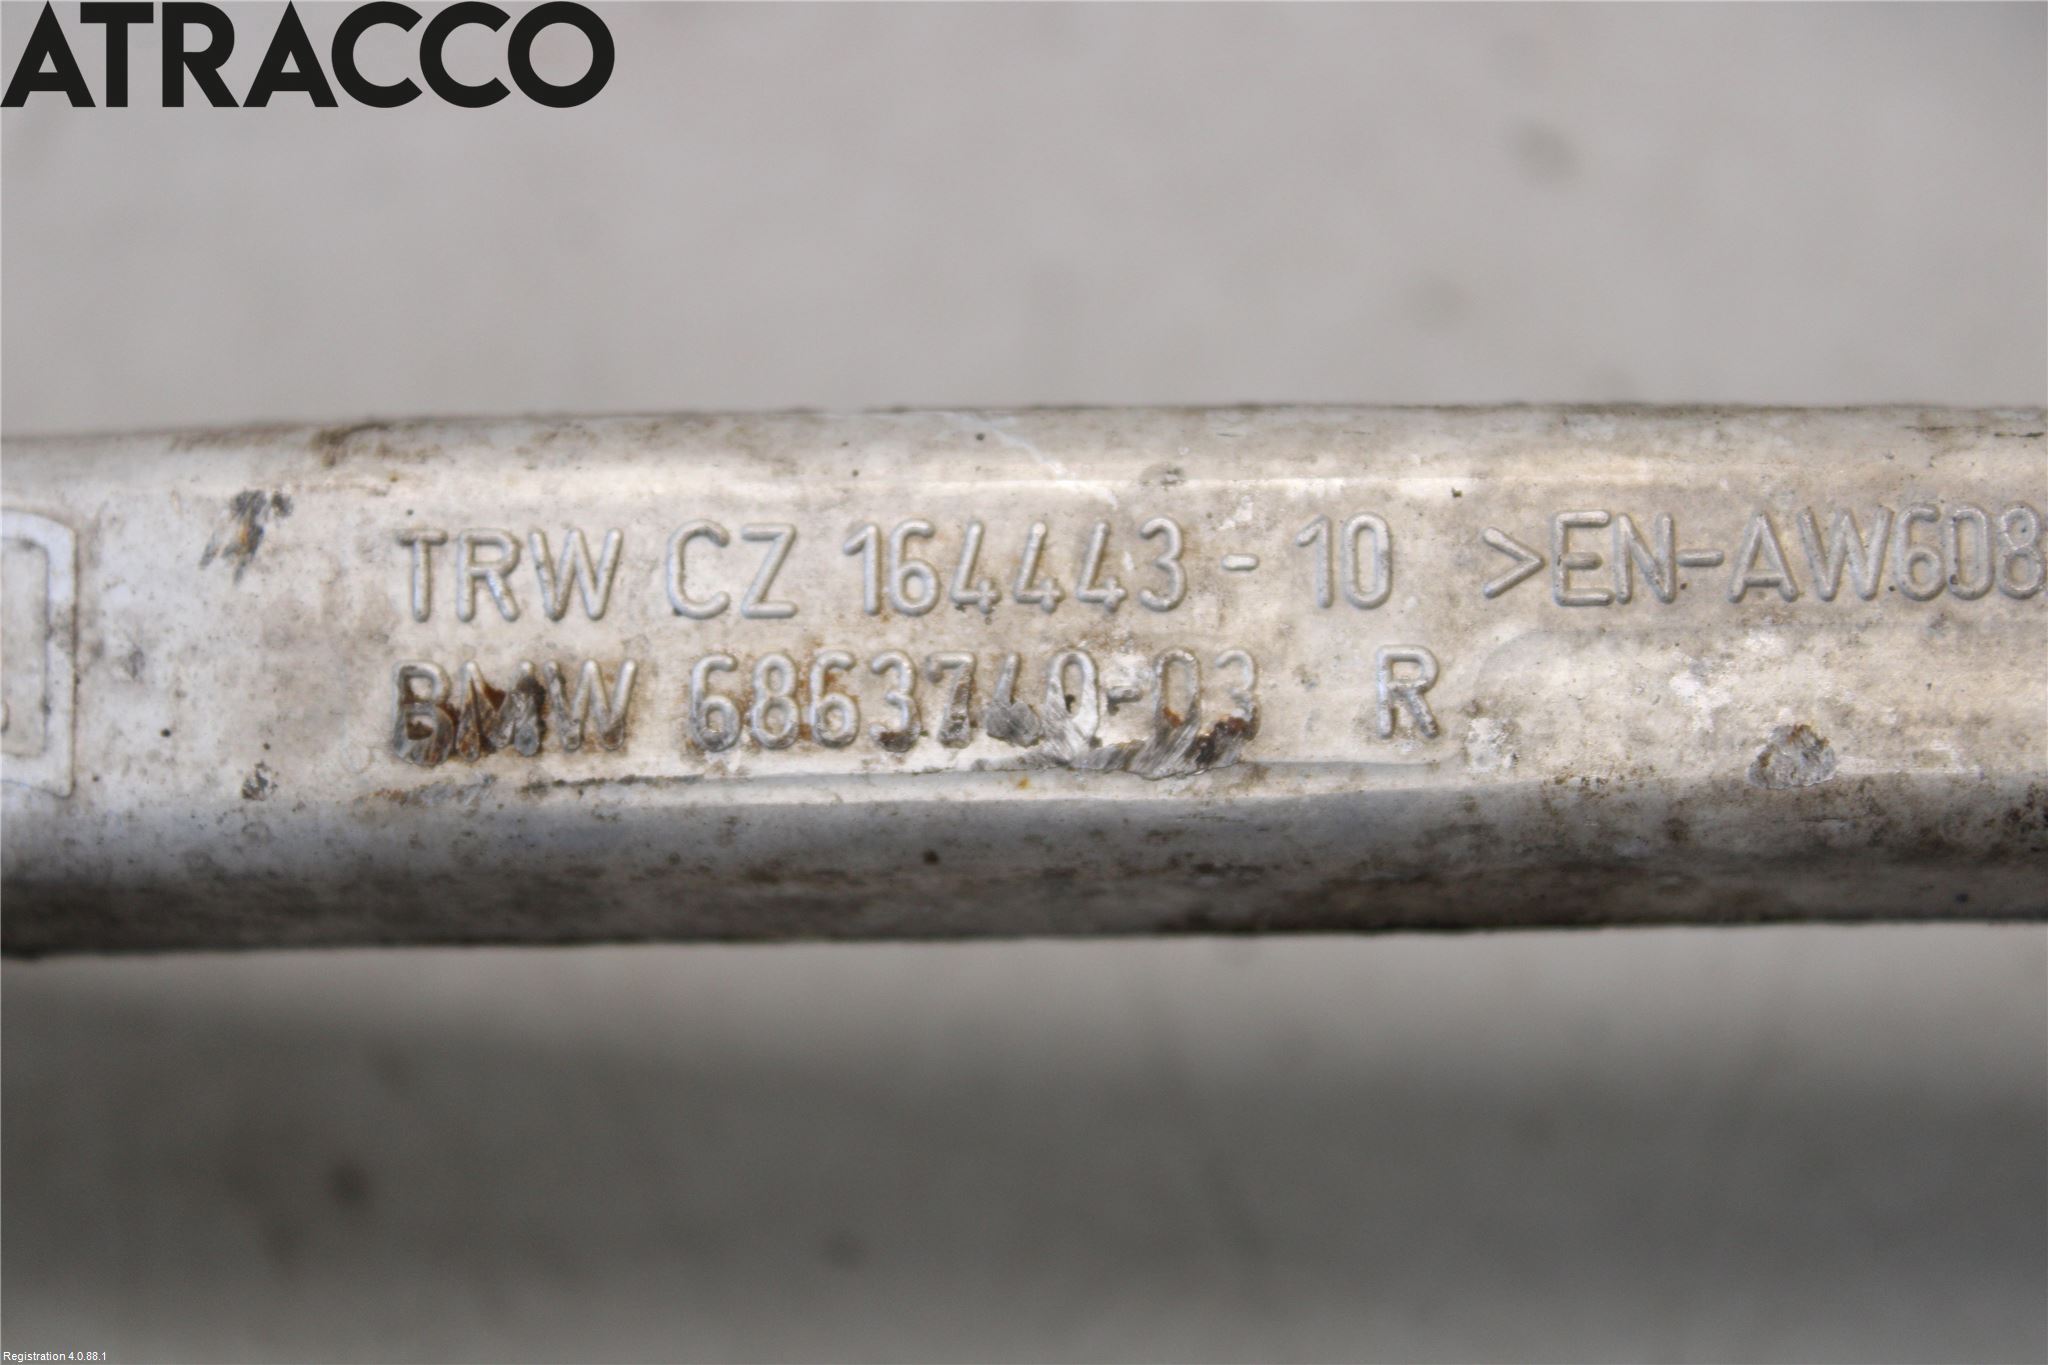 ATRACCO
TRW CZ 164443-10 >EN-AW608
BMW 6863740-03 R
Registration 4.0.88.1